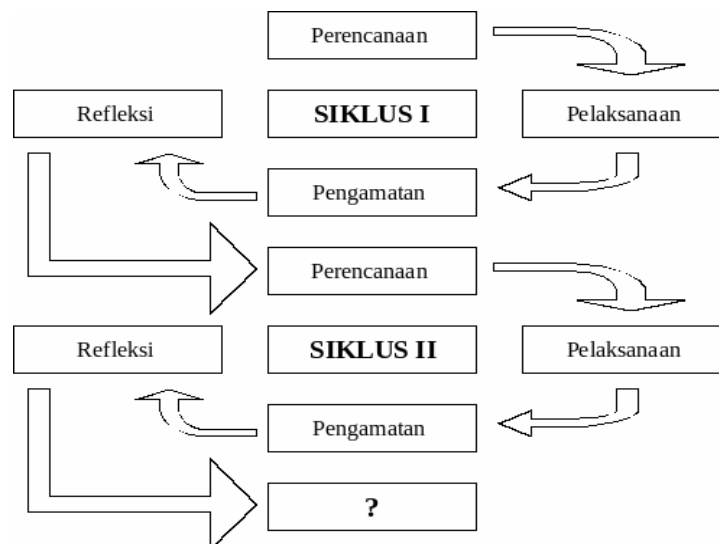 Perencanaan
Refleksi
SIKLUS I
Pelaksanaan
Pengamatan
Perencanaan
Refleksi
SIKLUS II
Pelaksanaan
Pengamatan
?